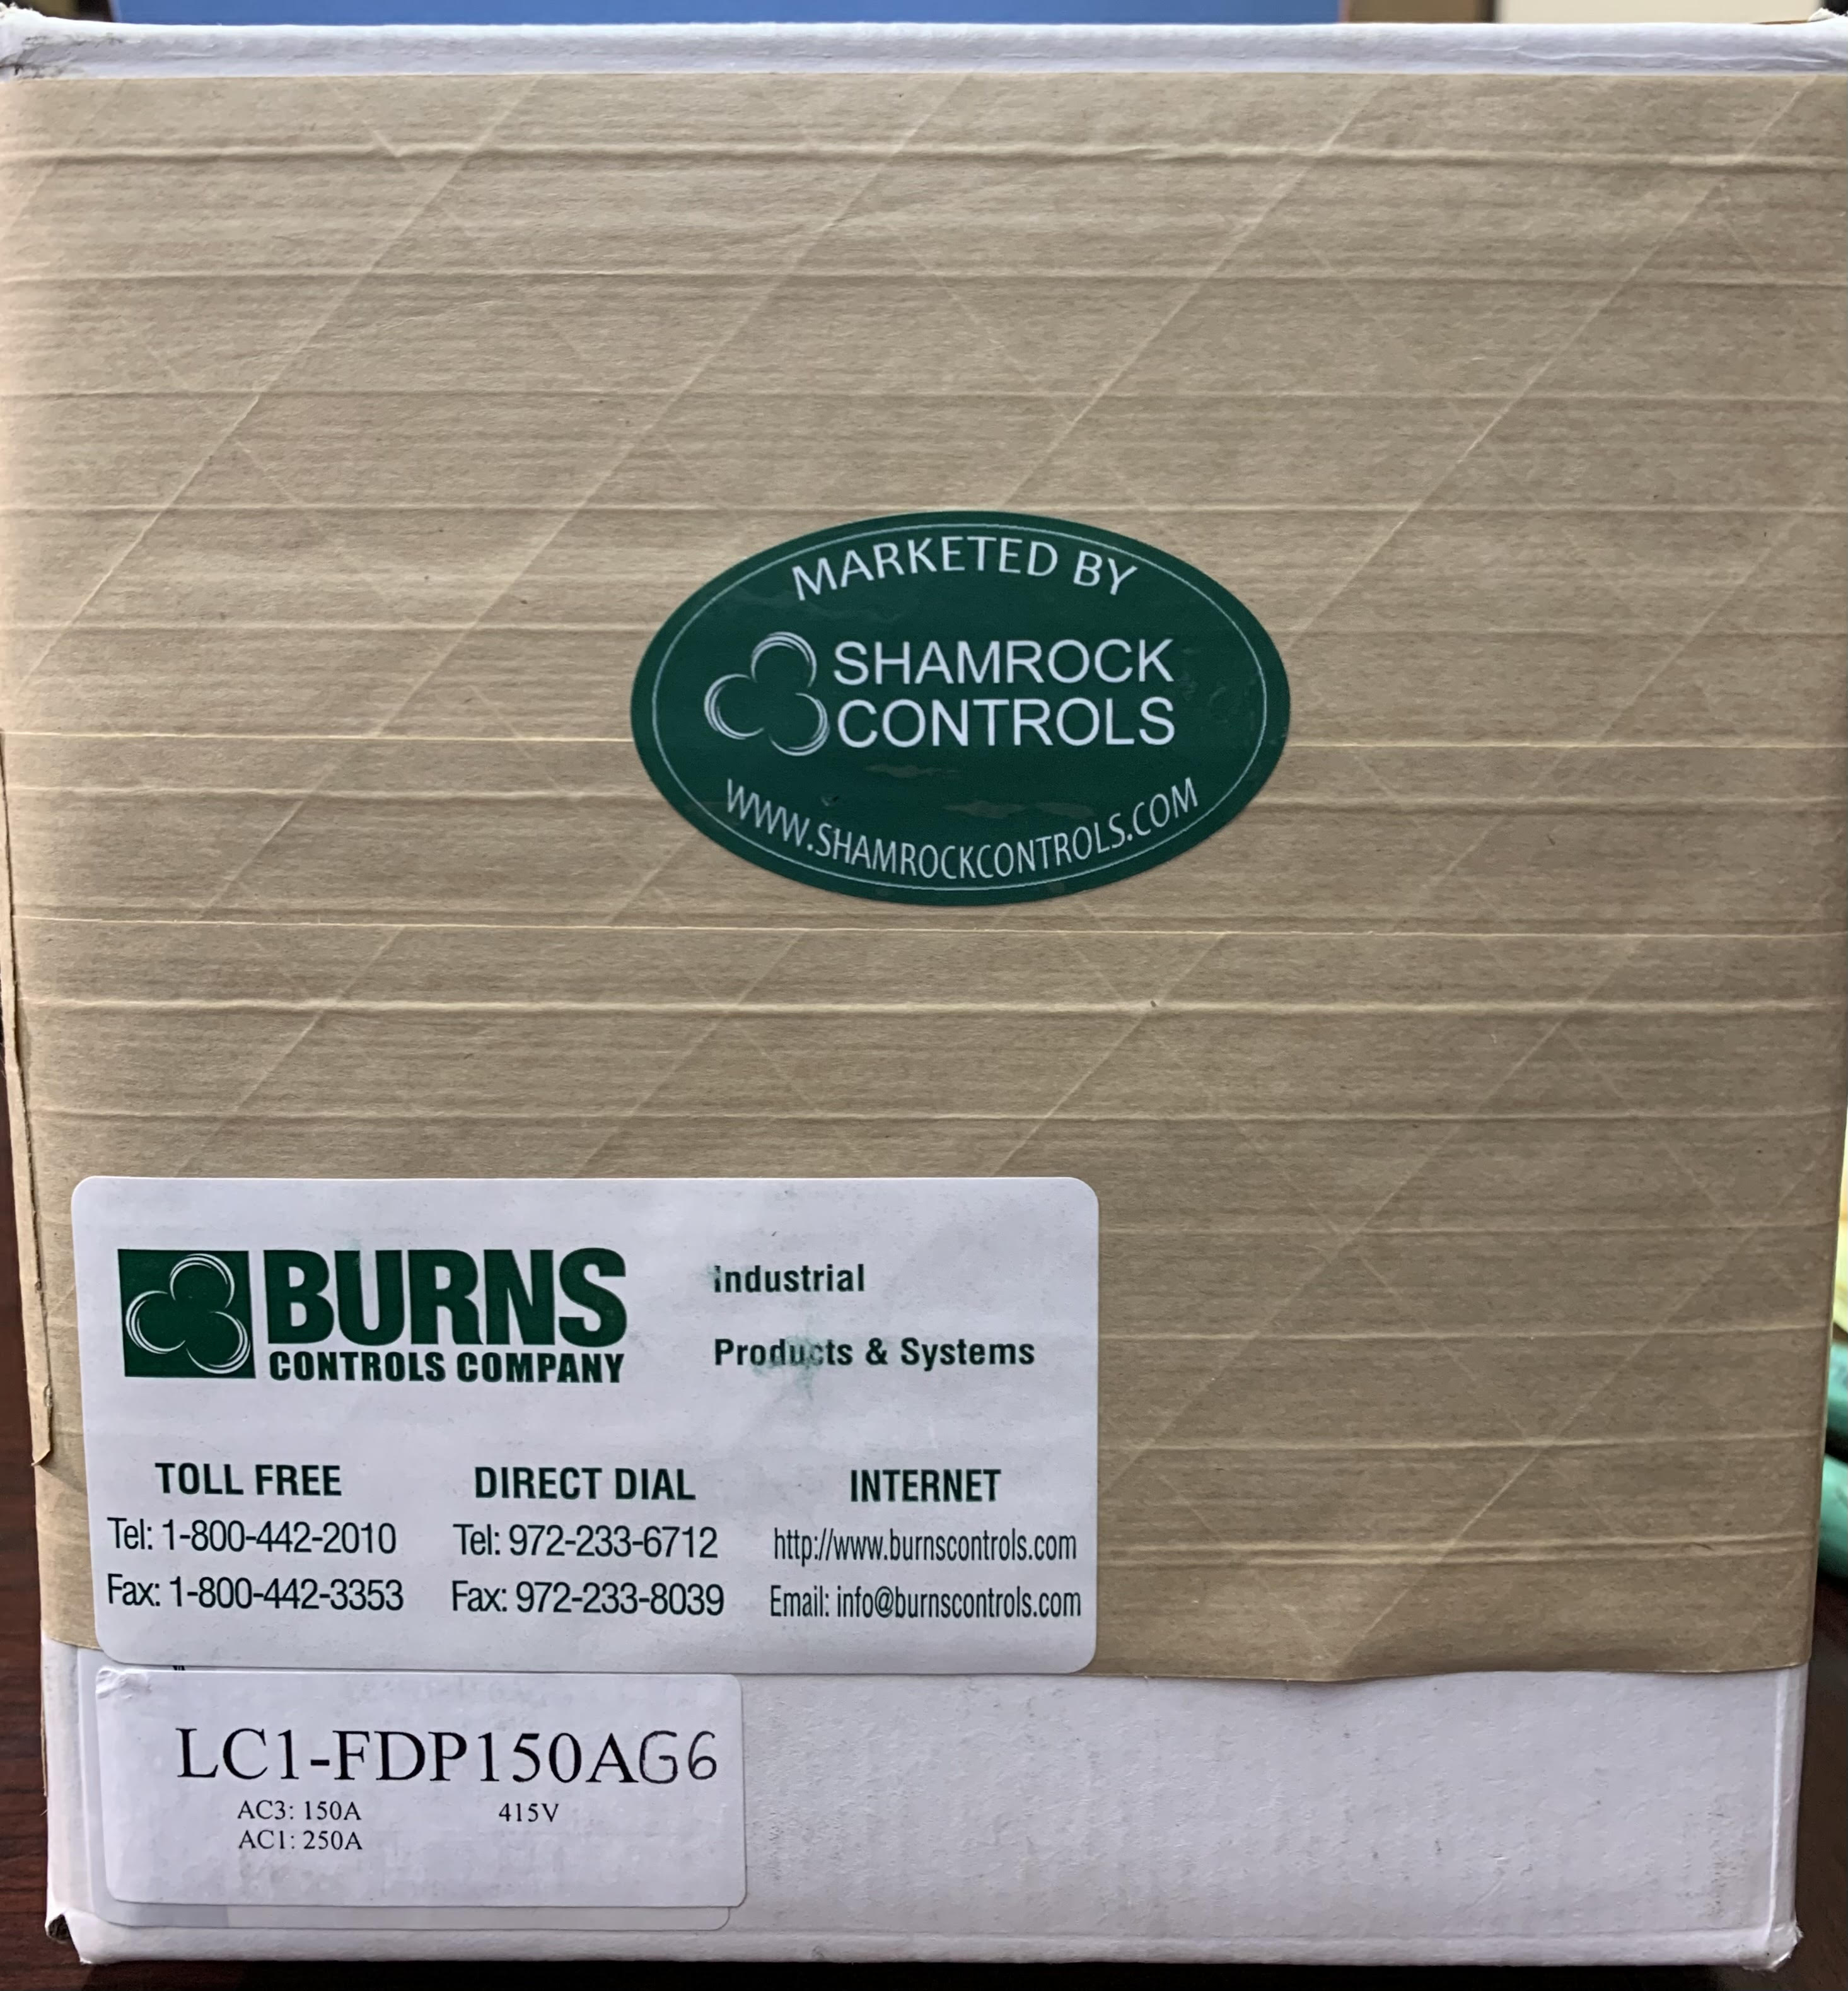 MARKETED BY
SHAMROCK
CONTROLS
WWW.SHAMROCKCONTROLS.COM
BURNS
CONTROLS COMPANY
Industrial
Products & Systems
TOLL FREE
Tel: 1-800-442-2010
Fax: 1-800-442-3353
DIRECT DIAL
Tel: 972-233-6712
Fax: 972-233-8039
INTERNET
http://www.burnscontrols.com
Email: info@burnscontrols.com
LC1-FDP150AG6
AC3: 150A 415V
AC1: 250A